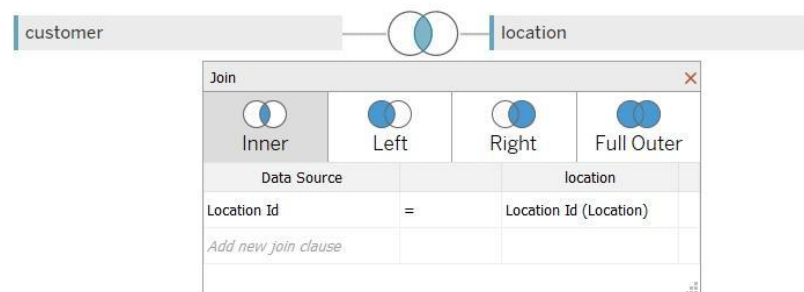 customer location
Join
Inner Left Right Full Outer
Data Source location
Location Id = Location Id (Location)
Add new join clause